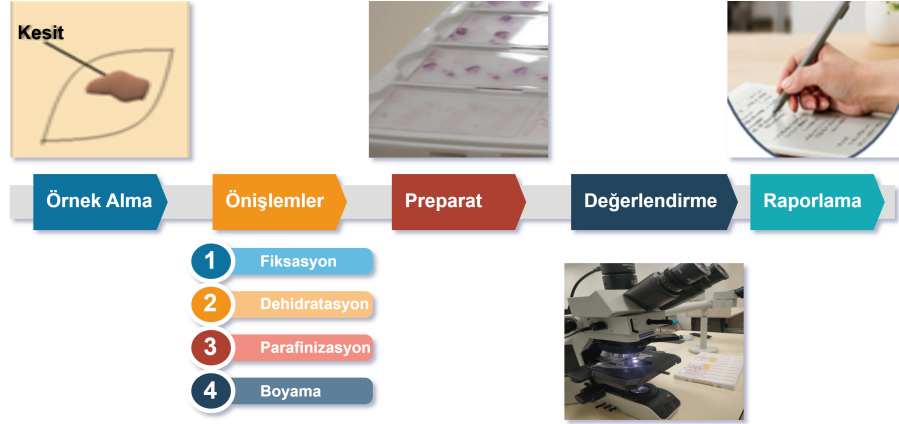 Kesit
Örnek Alma
Önişlemler
Preparat
Değerlendirme
Raporlama
1 Fiksasyon
2 Dehidratasyon
3 Parafinizasyon
4 Boyama